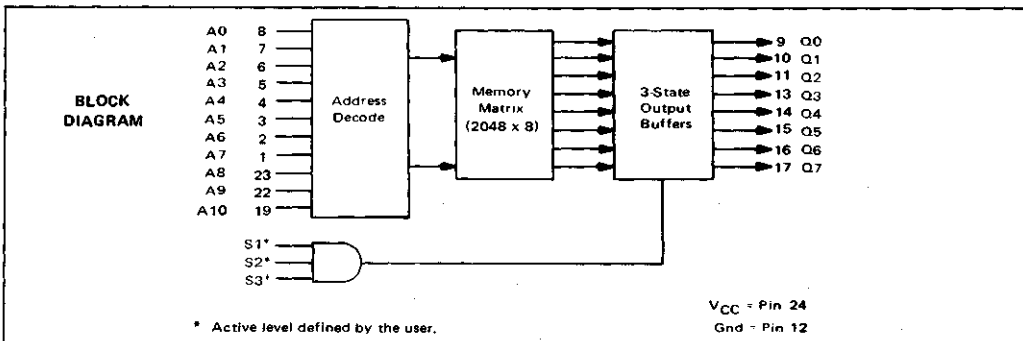 BLOCK
DIAGRAM
A0 8
A1 7
A2 6
A3 5
A4 4
A5 3
A6 2
A7 1
A8 23
A9 22
A10 19
Address
Decode
Memory
Matrix
(2048 x 8)
3-State
Output
Buffers
9 Q0
10 Q1
11 Q2
13 Q3
14 Q4
15 Q5
16 Q6
17 Q7
S1*
S2*
S3*
* Active level defined by the user.
VCC = Pin 24
Gnd = Pin 12